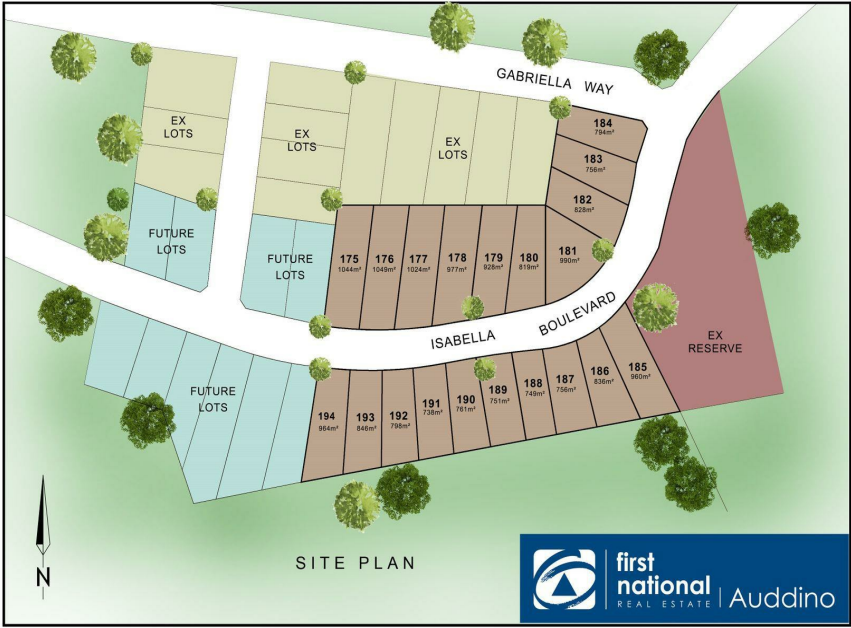 GABRIELLA WAY
184
794m²
EX
LOTS
EX
LOTS
EX
LOTS
183
756m²
182
828m²
FUTURE
LOTS
FUTURE
LOTS
175
1044m²
176
1049m²
177
1024m²
178
977m²
179
928m²
180
819m²
181
990m²
ISABELLA BOULEVARD
EX
RESERVE
FUTURE
LOTS
194
964m²
193
846m²
192
798m²
191
738m²
190
761m²
189
751m²
188
749m²
187
756m²
186
836m²
185
960m²
N
SITE PLAN
first
national
REAL ESTATE
Auddino